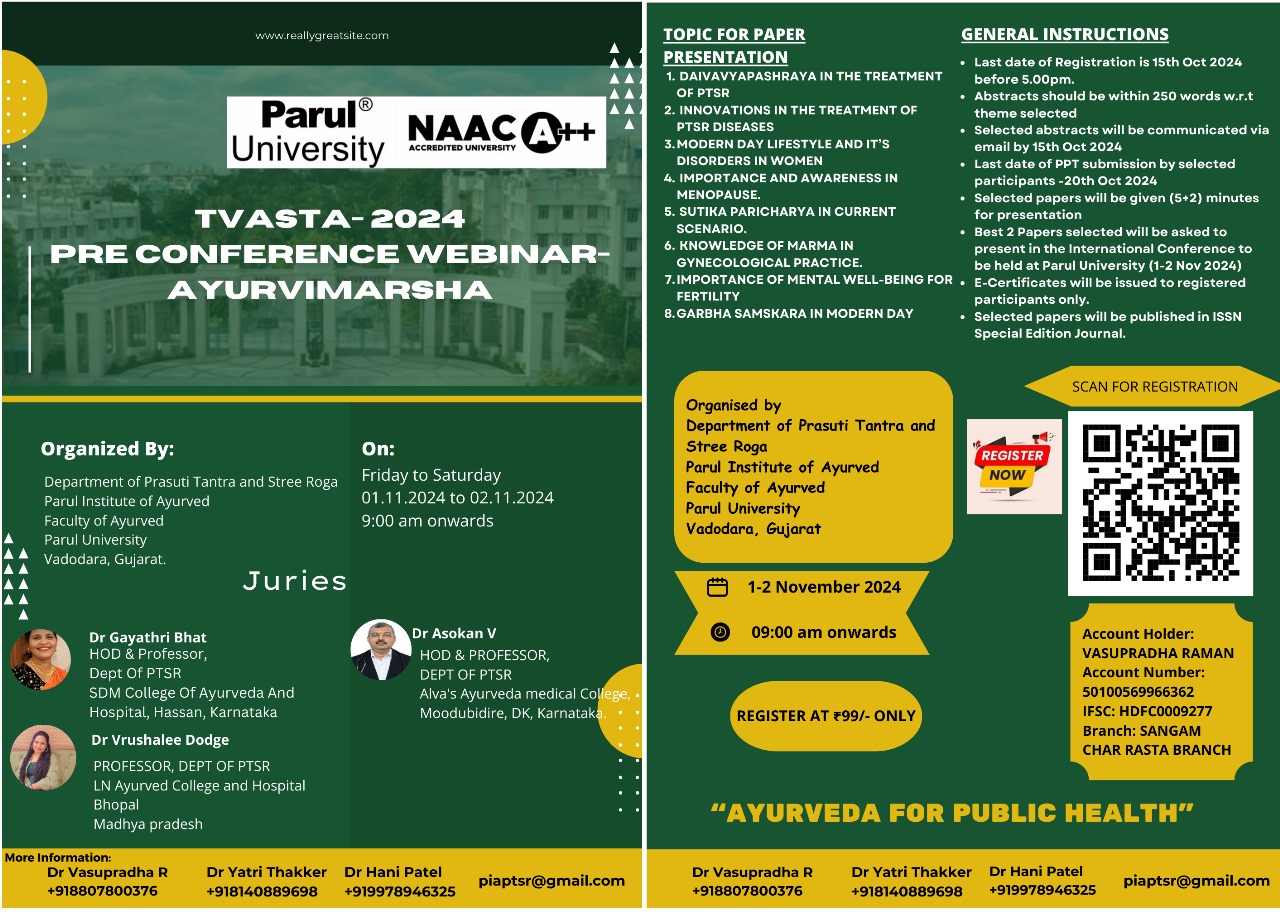 www.reallygreatsite.com
Parul®
University
NAAC A++
ACCREDITED UNIVERSITY
TVASTA- 2024
PRE CONFERENCE WEBINAR-
AYURVIMARSHA
Organized By:
Department of Prasuti Tantra and Stree Roga
Parul Institute of Ayurved
Faculty of Ayurved
Parul University
Vadodara, Gujarat.
On:
Friday to Saturday
01.11.2024 to 02.11.2024
9:00 am onwards
Juries
Dr Gayathri Bhat
HOD & Professor,
Dept Of PTSR
SDM College Of Ayurveda And
Hospital, Hassan, Karnataka
Dr Asokan V
HOD & PROFESSOR,
DEPT OF PTSR
Alva's Ayurveda medical College,
Moodubidire, DK, Karnataka.
Dr Vrushalee Dodge
PROFESSOR, DEPT OF PTSR
LN Ayurved College and Hospital
Bhopal
Madhya pradesh
More Information:
Dr Vasupradha R
+918807800376
Dr Yatri Thakker
+918140889698
Dr Hani Patel
+919978946325
piaptsr@gmail.com
TOPIC FOR PAPER
PRESENTATION
1. DAIVAVYAPASHRAYA IN THE TREATMENT
OF PTSR
2. INNOVATIONS IN THE TREATMENT OF
PTSR DISEASES
3.MODERN DAY LIFESTYLE AND IT'S
DISORDERS IN WOMEN
4. IMPORTANCE AND AWARENESS IN
MENOPAUSE.
5. SUTIKA PARICHARYA IN CURRENT
SCENARIO.
6. KNOWLEDGE OF MARMA IN
GYNECOLOGICAL PRACTICE.
7.IMPORTANCE OF MENTAL WELL-BEING FOR
FERTILITY
8.GARBHA SAMSKARA IN MODERN DAY
GENERAL INSTRUCTIONS
• Last date of Registration is 15th Oct 2024
before 5.00pm.
• Abstracts should be within 250 words w.r.t
theme selected
• Selected abstracts will be communicated via
email by 15th Oct 2024
• Last date of PPT submission by selected
participants -20th Oct 2024
• Selected papers will be given (5+2) minutes
for presentation
• Best 2 Papers selected will be asked to
present in the International Conference to
be held at Parul University (1-2 Nov 2024)
• E-Certificates will be issued to registered
participants only.
• Selected papers will be published in ISSN
Special Edition Journal.
Organised by
Department of Prasuti Tantra and
Stree Roga
Parul Institute of Ayurved
Faculty of Ayurved
Parul University
Vadodara, Gujarat
SCAN FOR REGISTRATION
REGISTER
NOW
1-2 November 2024
09:00 am onwards
REGISTER AT ₹99/- ONLY
Account Holder:
VASUPRADHA RAMAN
Account Number:
50100569966362
IFSC: HDFC0009277
Branch: SANGAM
CHAR RASTA BRANCH
"AYURVEDA FOR PUBLIC HEALTH"
Dr Vasupradha R
+918807800376
Dr Yatri Thakker
+918140889698
Dr Hani Patel
+919978946325
piaptsr@gmail.com